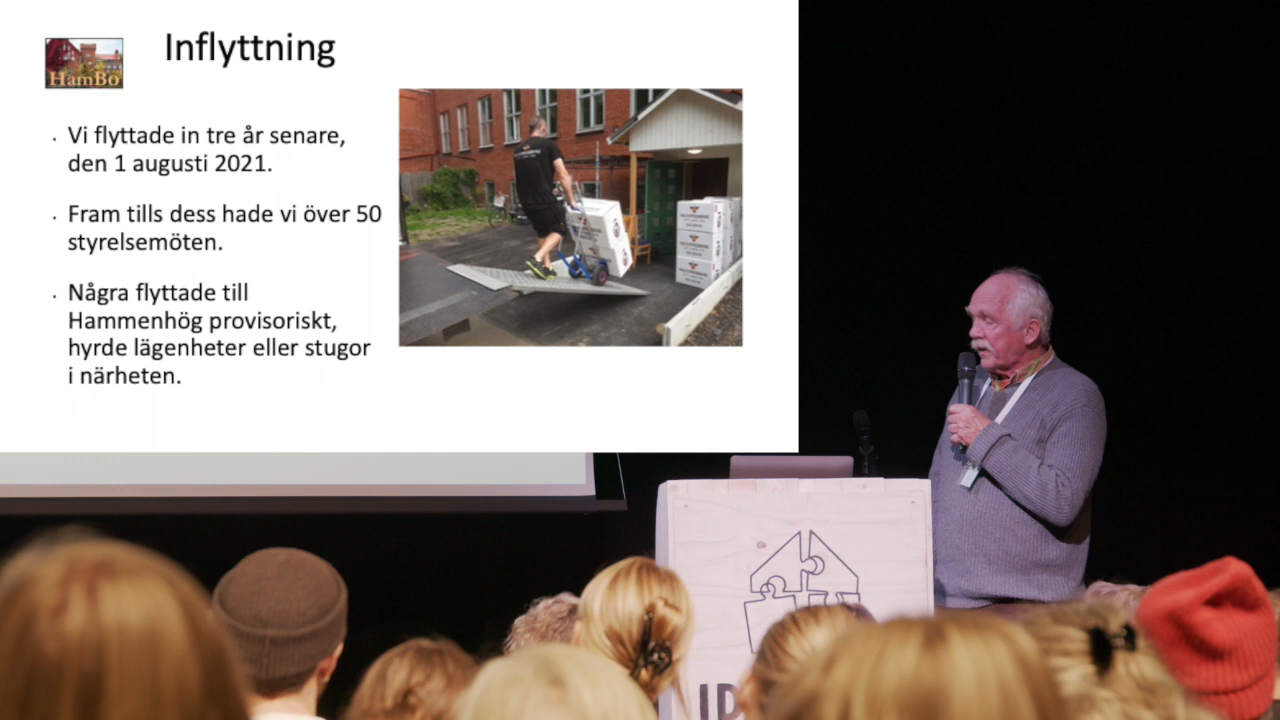 Inflyttning
HamBo
Vi flyttade in tre år senare,
den 1 augusti 2021.
Fram tills dess hade vi över 50
styrelsemöten.
Några flyttade till
Hammenhög provisoriskt,
hyrde lägenheter eller stugor
i närheten.